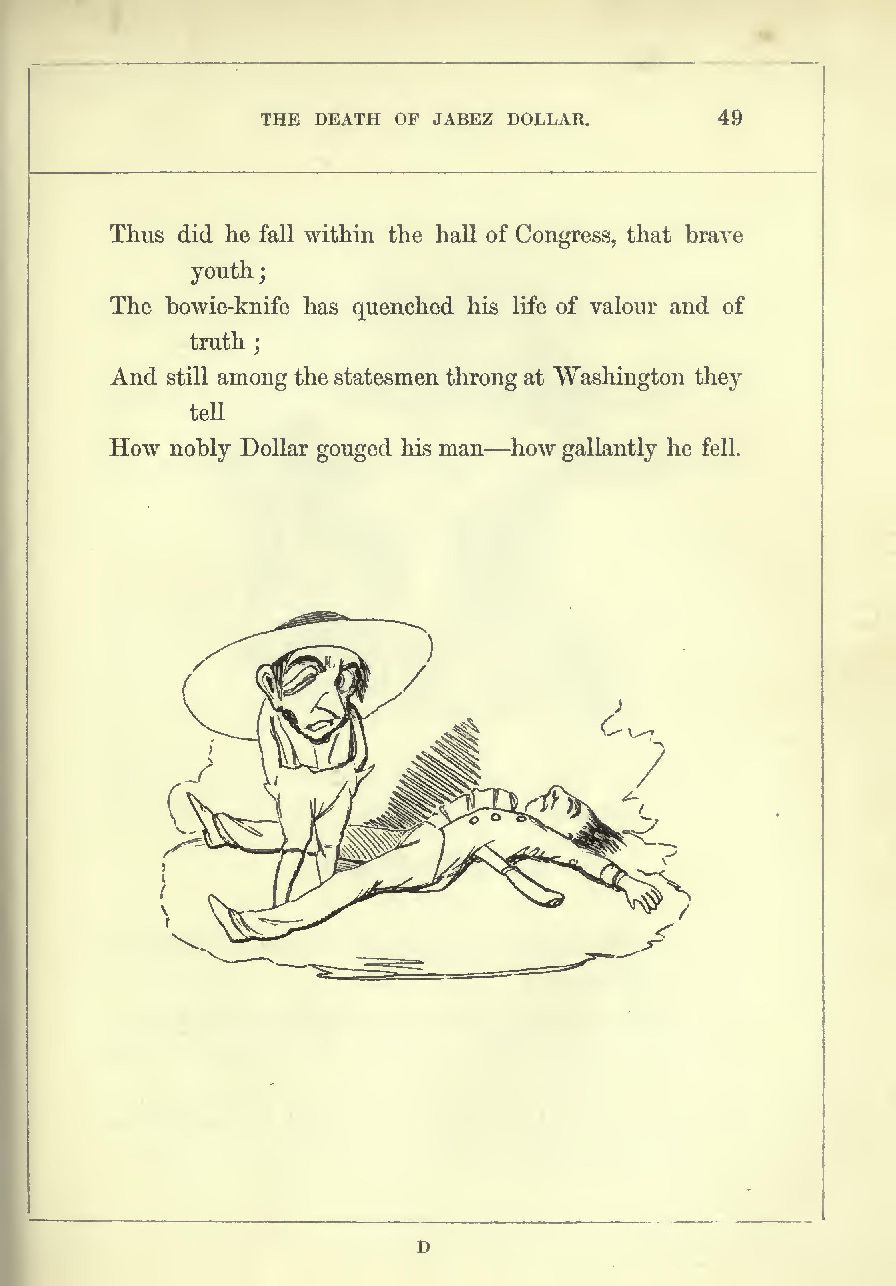 THE DEATH OF JABEZ DOLLAR. 49
Thus did he fall within the hall of Congress, that brave
youth;
The bowie-knife has quenched his life of valour and of
truth ;
And still among the statesmen throng at Washington they
tell
How nobly Dollar gouged his man—how gallantly he fell.
D